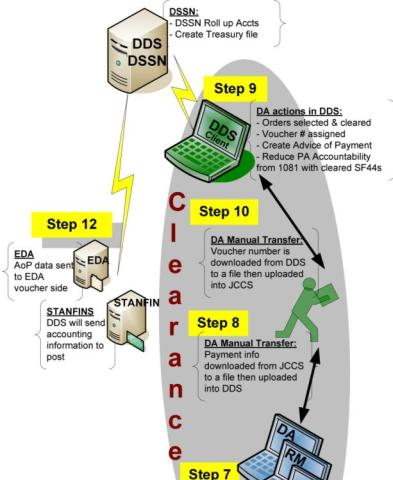 DSSN:
- DSSN Roll up Accts
- Create Treasury file
DDS
DSSN
Step 9
DDS
Client
DA actions in DDS:
- Orders selected & cleared
- Voucher # assigned
- Create Advice of Payment
- Reduce PA Accountability
from 1081 with cleared SF44s
Clearance
Step 10
DA Manual Transfer:
Voucher number is
downloaded from DDS
to a file then uploaded
into JCCS
Step 12
EDA
AoP data sent
to EDA
voucher side
EDA
STANFINS
DDS will send
accounting
information to
post
STANFIN
Step 8
DA Manual Transfer:
Payment info
downloaded from JCCS
to a file then uploaded
into DDS
DA
RM
Step 7